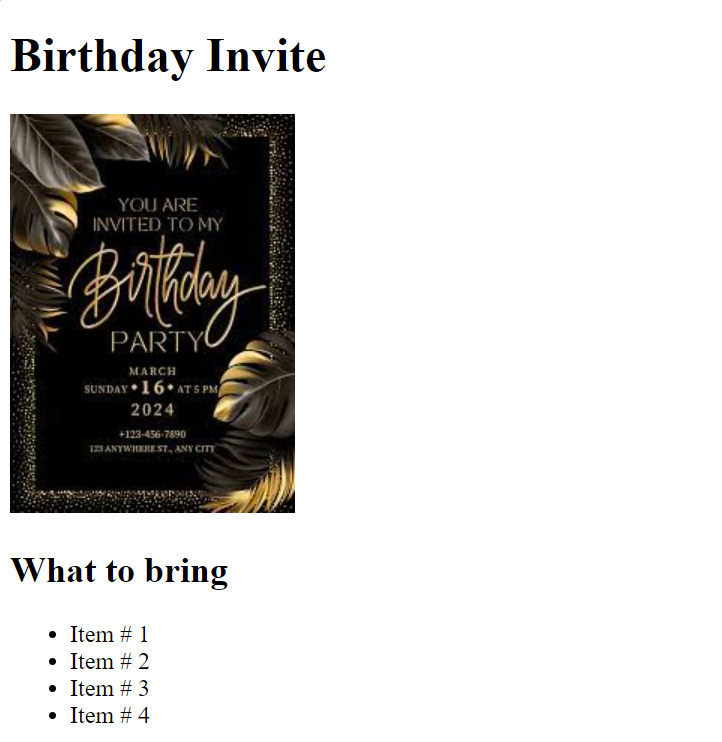 Birthday Invite
YOU ARE
INVITED TO MY
Birthday
PARTY
MARCH
SUNDAY • 16 • AT 5 PM
2024
+123-456-7890
123 ANYWHERE ST., ANY CITY
What to bring
• Item # 1
• Item # 2
• Item # 3
• Item # 4